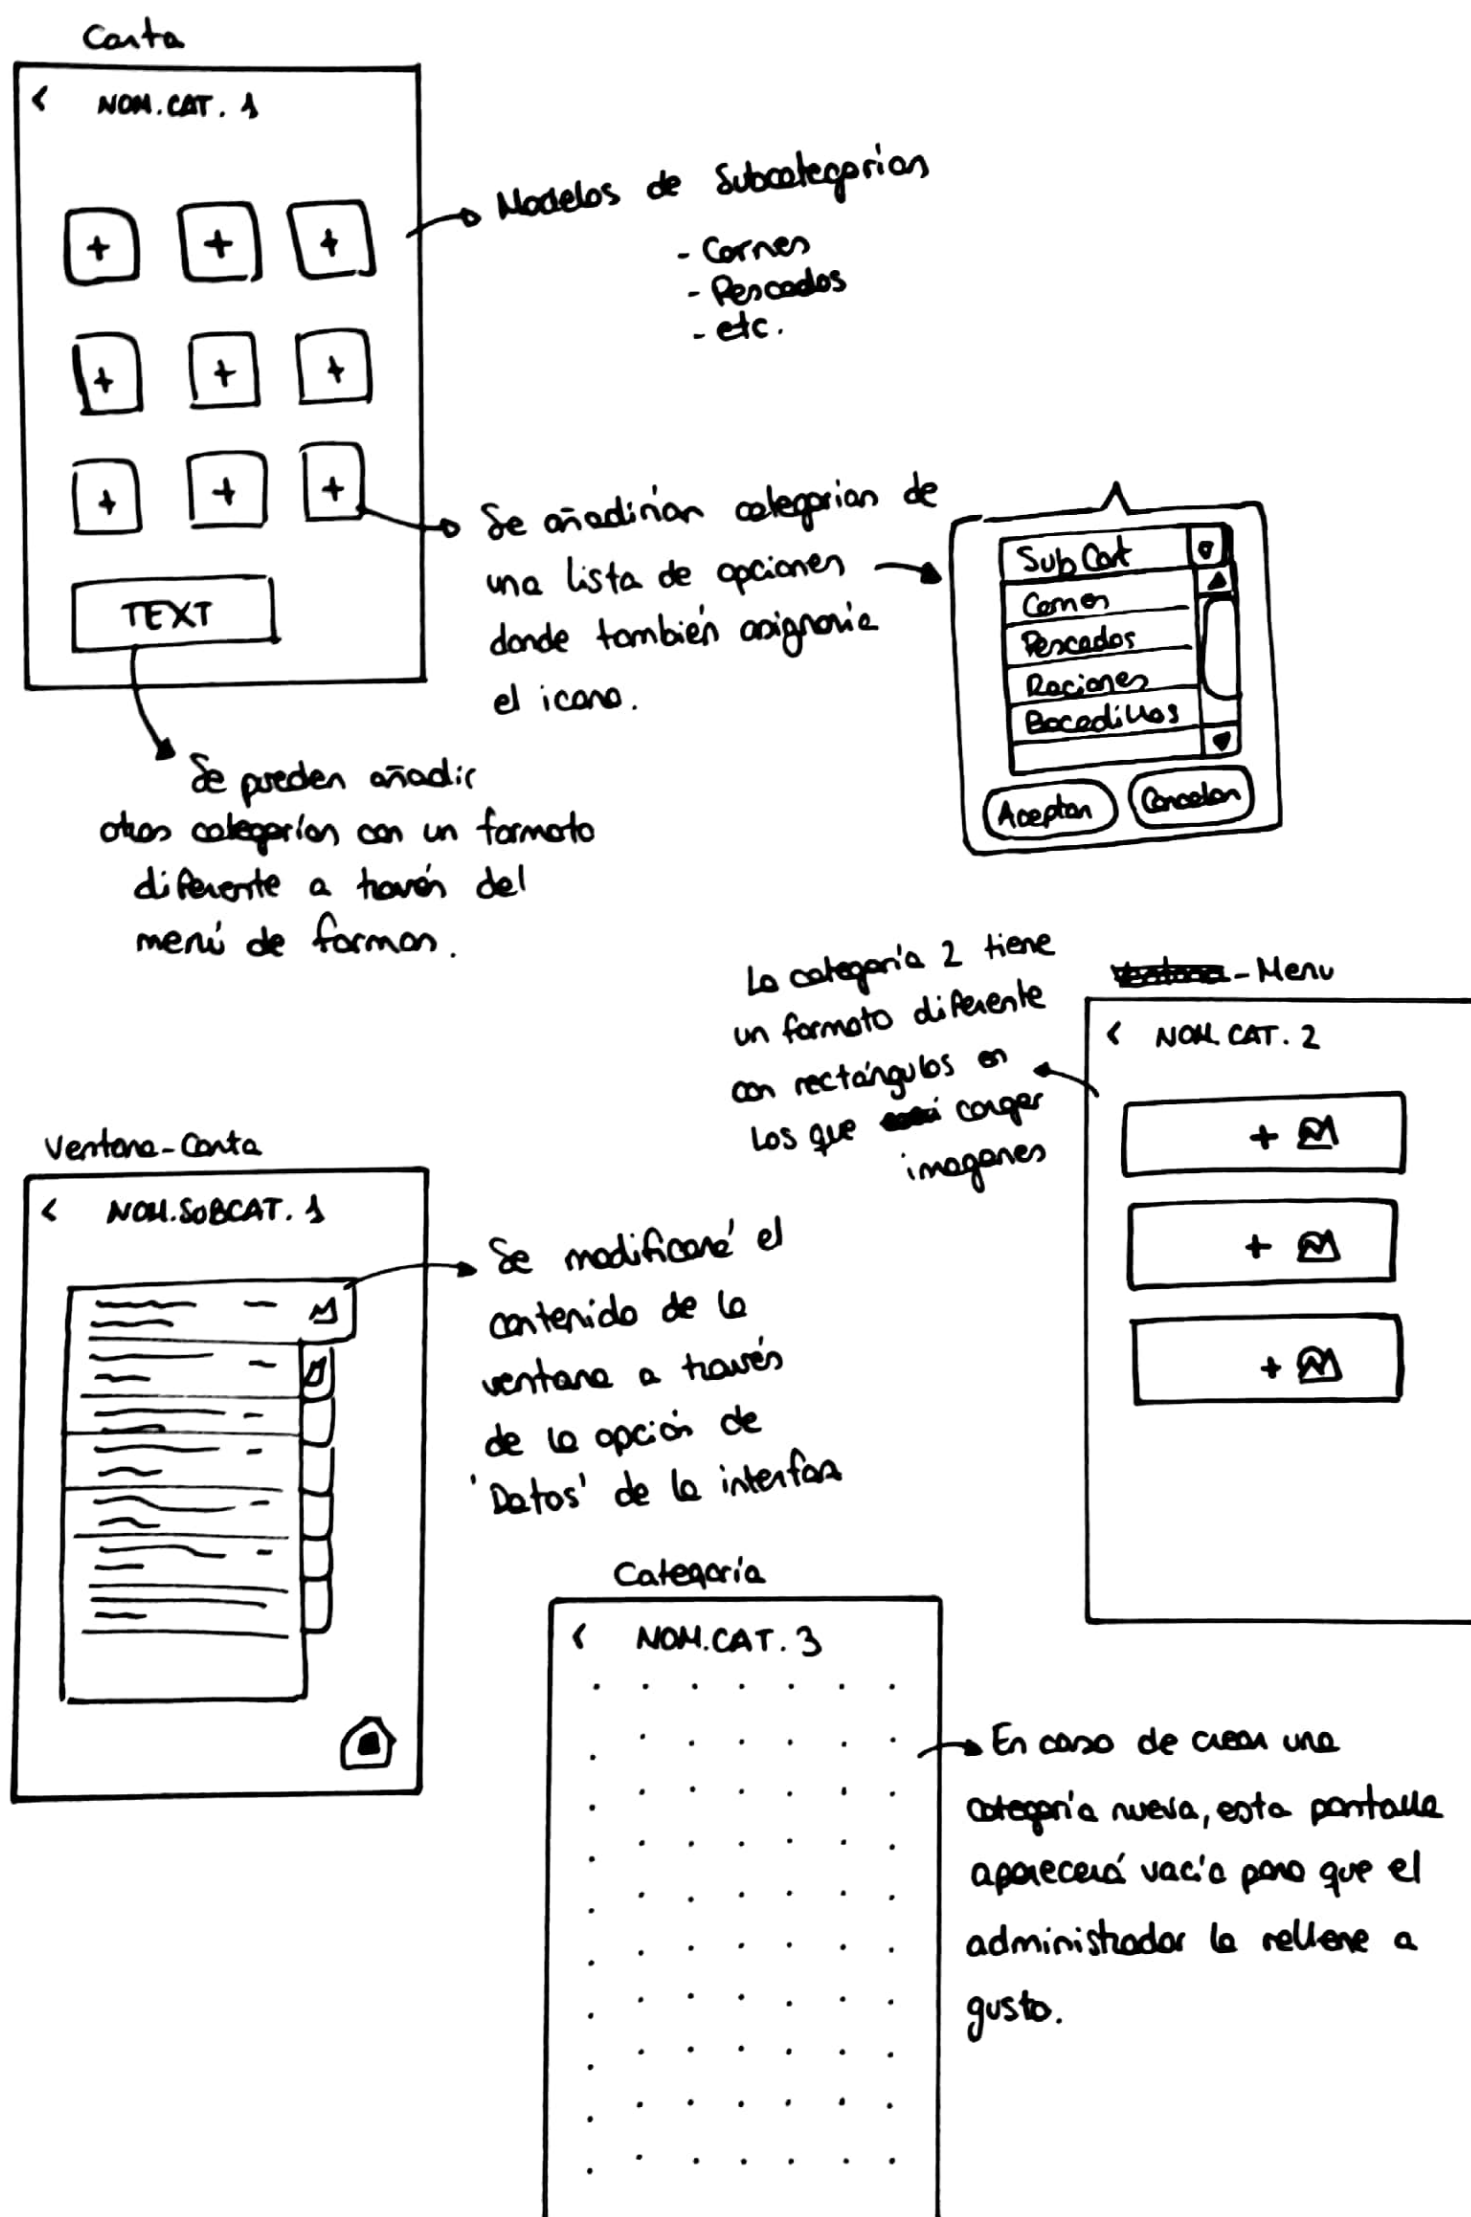 Carta
< NOM.CAT. 1
+ + +
+ + +
+ + +
TEXT
Modelos de Subcategorías
- Carnes
- Pescados
- etc.
Se añadirían categorías de
una lista de opciones
donde también asignaría
el icono.
Sub Cat
Carnes
Pescados
Raciones
Bocadillos
Aceptar
Cancelar
Se pueden añadir
otras categorías con un formato
diferente a través del
menú de formas.
La categoría 2 tiene
un formato diferente
con rectángulos en
los que cargar
imagenes
- Menu
< NOM. CAT. 2
+
+
+
Ventana-Carta
< NOM.SUBCAT. 1
Se modificará el
contenido de la
ventana a través
de la opción de
'Datos' de la interfaz
Categoría
< NOM.CAT. 3
En caso de crear una
categoría nueva, esta pantalla
aparecerá vacía para que el
administrador la rellene a
gusto.